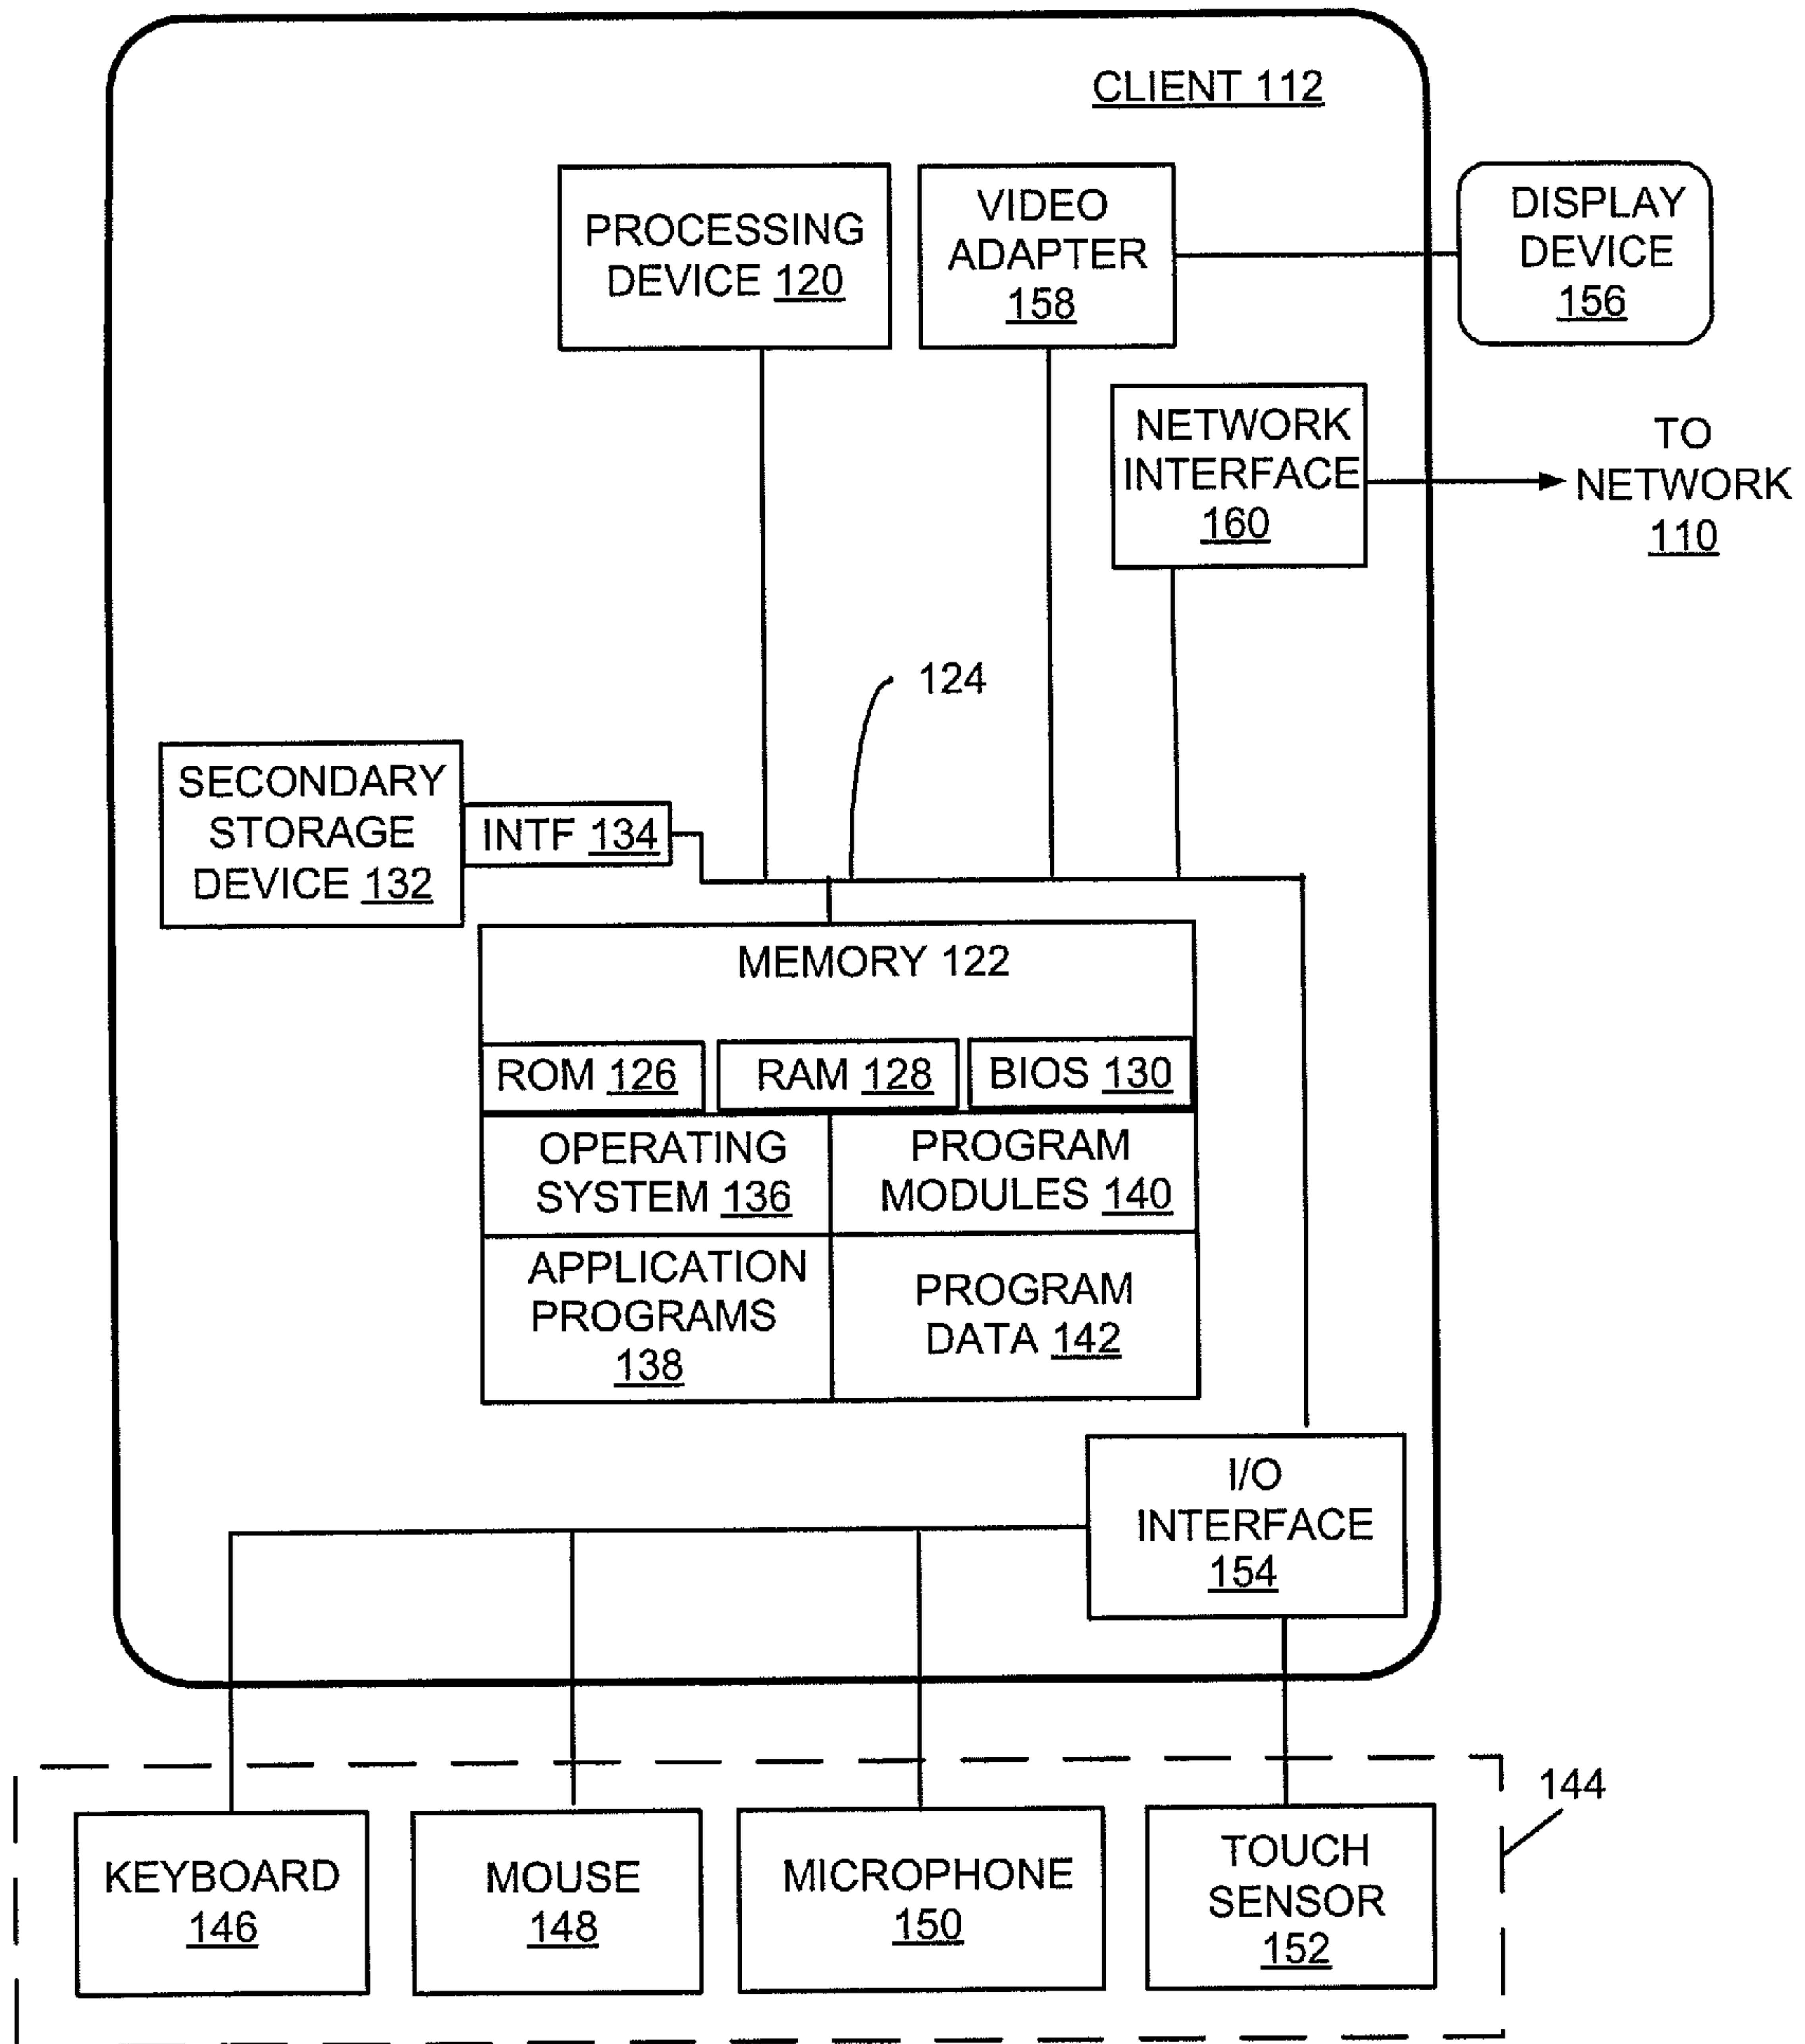 CLIENT 112
PROCESSING
DEVICE 120
VIDEO
ADAPTER
158
DISPLAY
DEVICE
156
NETWORK
INTERFACE
160
TO
NETWORK
110
124
SECONDARY
STORAGE
DEVICE 132
INTF 134
MEMORY 122
ROM 126
RAM 128
BIOS 130
OPERATING
SYSTEM 136
PROGRAM
MODULES 140
APPLICATION
PROGRAMS
138
PROGRAM
DATA 142
I/O
INTERFACE
154
144
KEYBOARD
146
MOUSE
148
MICROPHONE
150
TOUCH
SENSOR
152